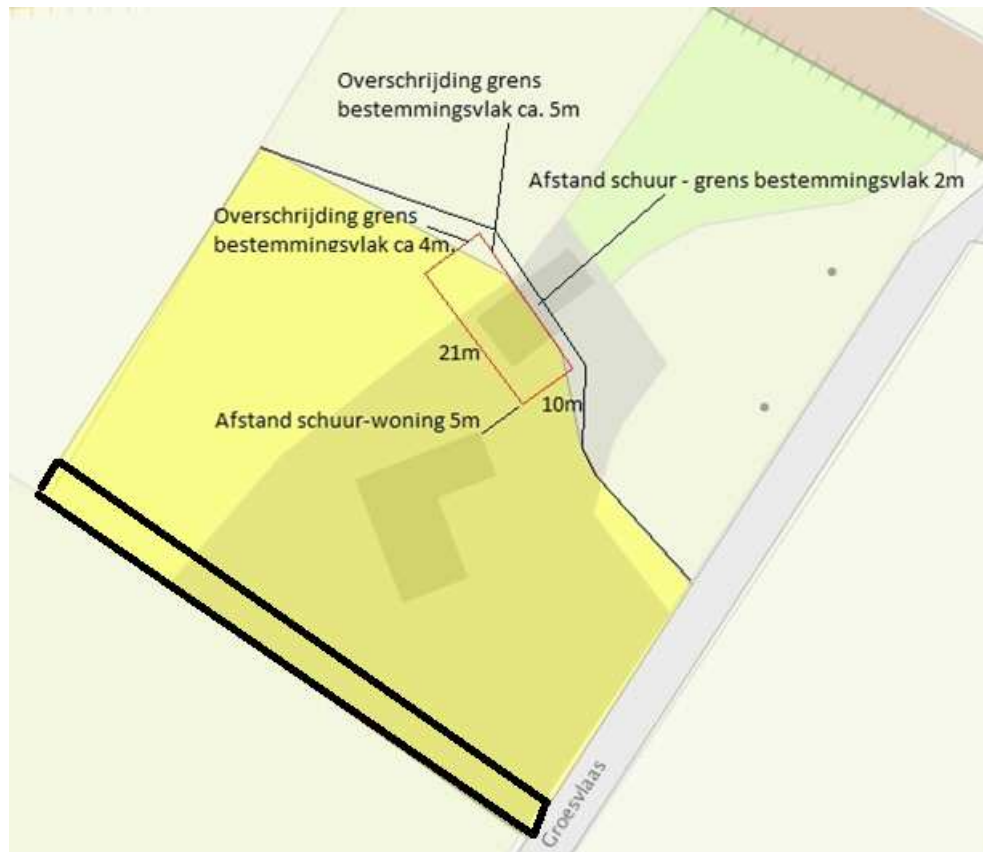 Overschrijding grens
bestemmingsvlak ca. 5m
Afstand schuur - grens bestemmingsvlak 2m
Overschrijding grens
bestemmingsvlak ca 4m.
21m
10m
Afstand schuur-woning 5m
Groesvlaas